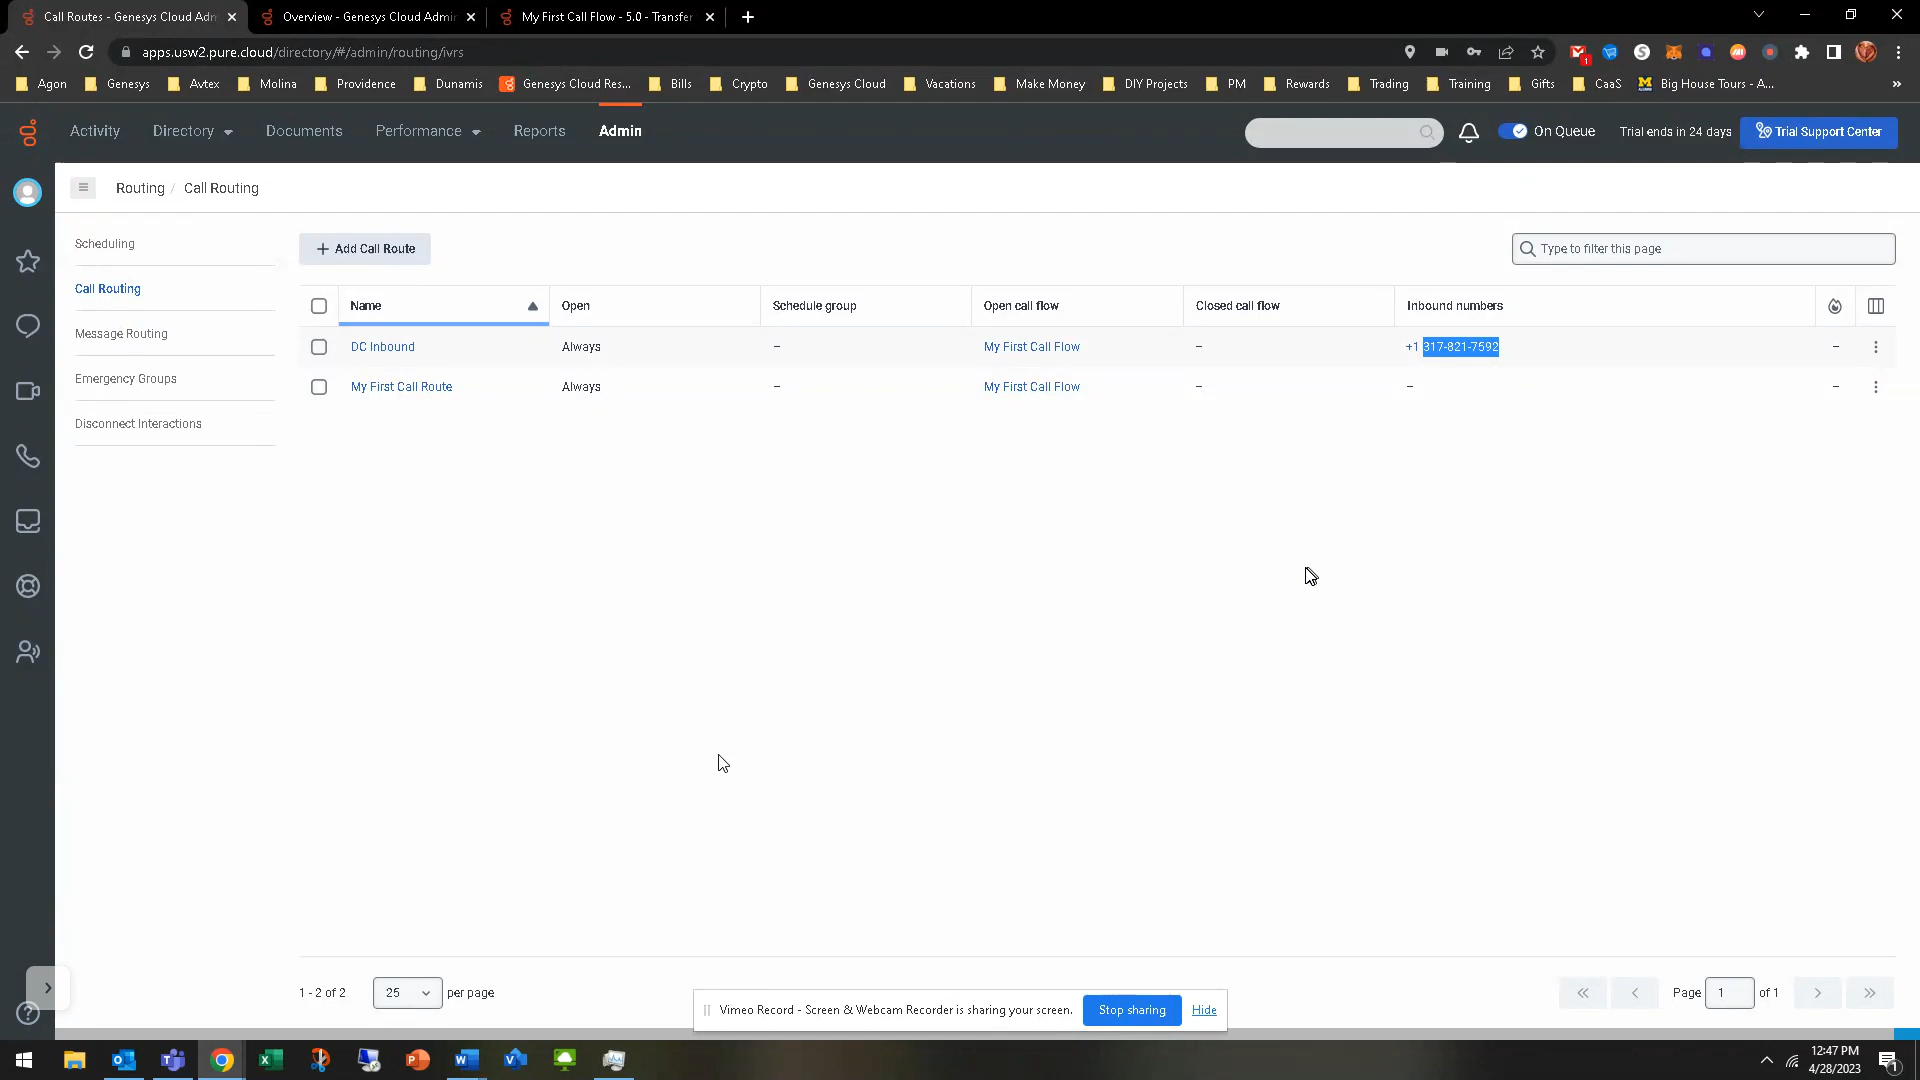 Call Routes - Genesys Cloud Adm
Overview - Genesys Cloud Admin
My First Call Flow - 5.0 - Transfer
apps.usw2.pure.cloud/directory/#/admin/routing/ivrs
1
Agon Genesys Avtex Molina Providence Dunamis Genesys Cloud Res... Bills Crypto Genesys Cloud Vacations Make Money DIY Projects PM Rewards Trading Training Gifts CaaS Big House Tours - A... »
Activity Directory Documents Performance Reports Admin On Queue Trial ends in 24 days Trial Support Center
Routing / Call Routing
Scheduling
Call Routing
Message Routing
Emergency Groups
Disconnect Interactions
+ Add Call Route
Type to filter this page
Name Open Schedule group Open call flow Closed call flow Inbound numbers
DC Inbound Always – My First Call Flow – +1 317-821-7592 –
My First Call Route Always – My First Call Flow – – –
1 - 2 of 2 25 per page
Page 1 of 1
Vimeo Record - Screen & Webcam Recorder is sharing your screen. Stop sharing Hide
12:47 PM
4/28/2023
1